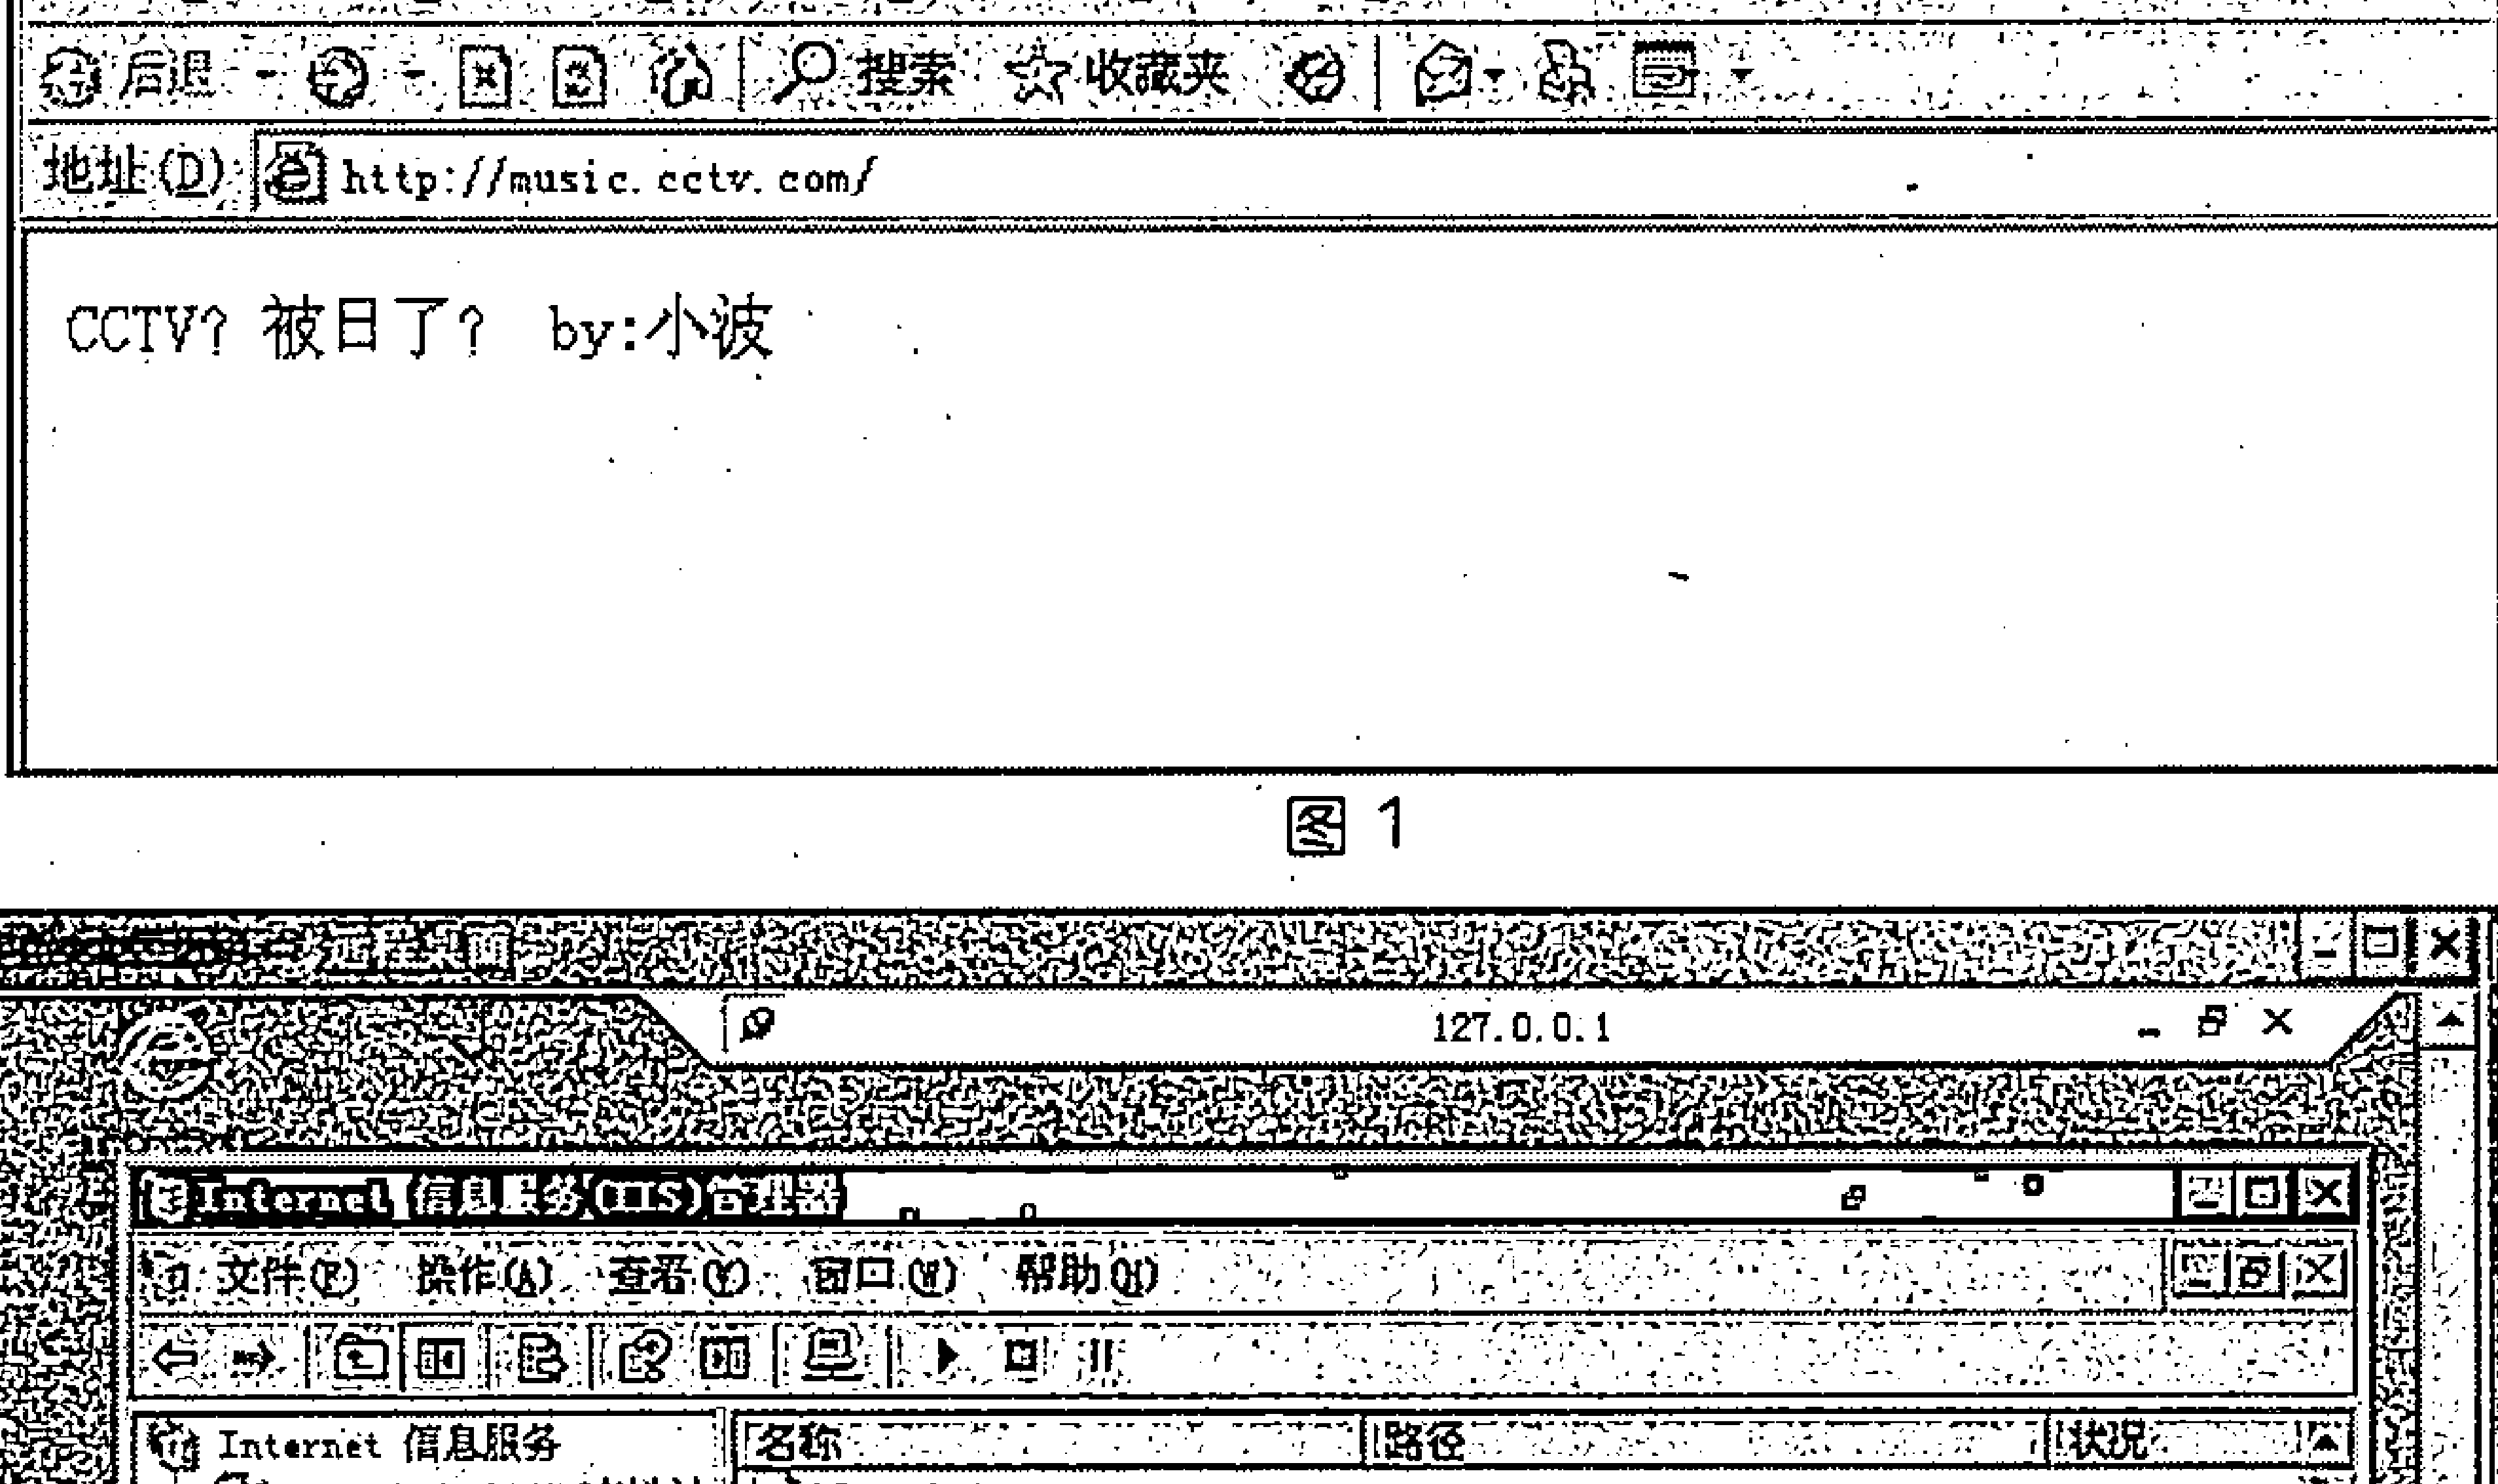 后退 搜索 收藏夹
地址(D) http://music.cctv.com/
CCTV? 被日了? by:小波
图 1
远程桌面
127.0.0.1
Internet 信息服务(IIS)管理器
文件(F) 操作(A) 查看(V) 窗口(W) 帮助(H)
Internet 信息服务 名称 路径 状况